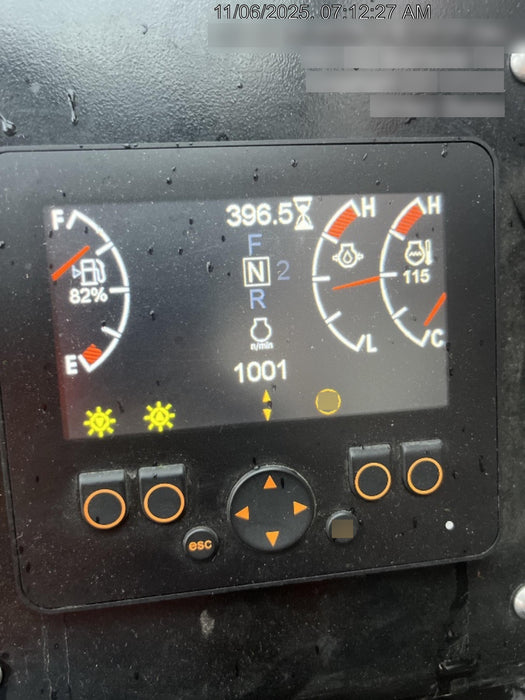 11/06/2025, 07:12:27 AM
396.5
F
H
H
F
N 2
R
82%
115
n/min
E
L
C
1001
esc